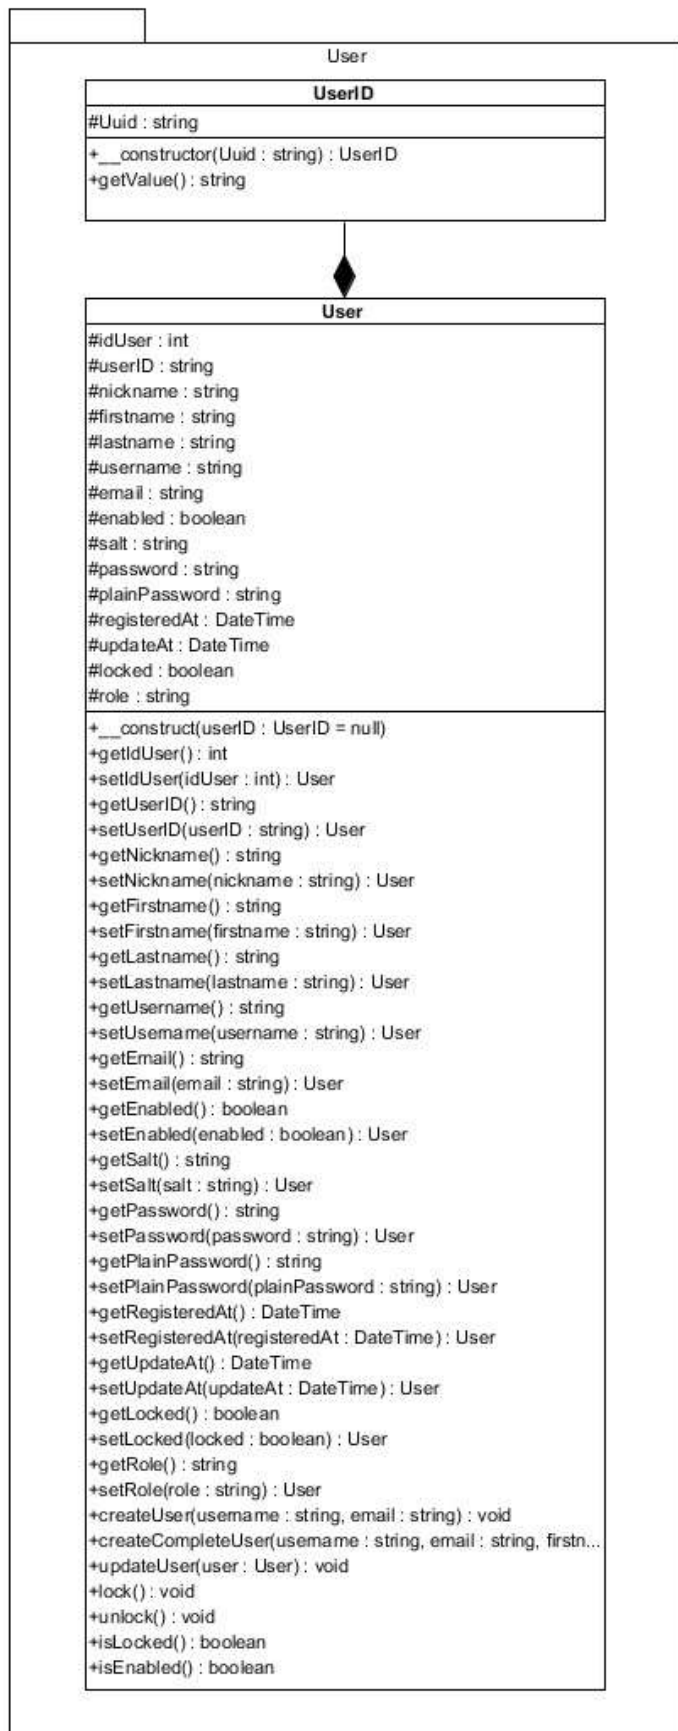 User
UserID
#Uuid : string
+__constructor(Uuid : string) : UserID
+getValue() : string
User
#idUser : int
#userID : string
#nickname : string
#firstname : string
#lastname : string
#username : string
#email : string
#enabled : boolean
#salt : string
#password : string
#plainPassword : string
#registeredAt : DateTime
#updateAt : DateTime
#locked : boolean
#role : string
+__construct(userID : UserID = null)
+getIdUser() : int
+setIdUser(idUser : int) : User
+getUserID() : string
+setUserID(userID : string) : User
+getNickname() : string
+setNickname(nickname : string) : User
+getFirstname() : string
+setFirstname(firstname : string) : User
+getLastname() : string
+setLastname(lastname : string) : User
+getUsername() : string
+setUsername(username : string) : User
+getEmail() : string
+setEmail(email : string) : User
+getEnabled() : boolean
+setEnabled(enabled : boolean) : User
+getSalt() : string
+setSalt(salt : string) : User
+getPassword() : string
+setPassword(password : string) : User
+getPlainPassword() : string
+setPlainPassword(plainPassword : string) : User
+getRegisteredAt() : DateTime
+setRegisteredAt(registeredAt : DateTime) : User
+getUpdateAt() : DateTime
+setUpdateAt(updateAt : DateTime) : User
+getLocked() : boolean
+setLocked(locked : boolean) : User
+getRole() : string
+setRole(role : string) : User
+createUser(username : string, email : string) : void
+createCompleteUser(username : string, email : string, firstn...
+updateUser(user : User) : void
+lock() : void
+unlock() : void
+isLocked() : boolean
+isEnabled() : boolean